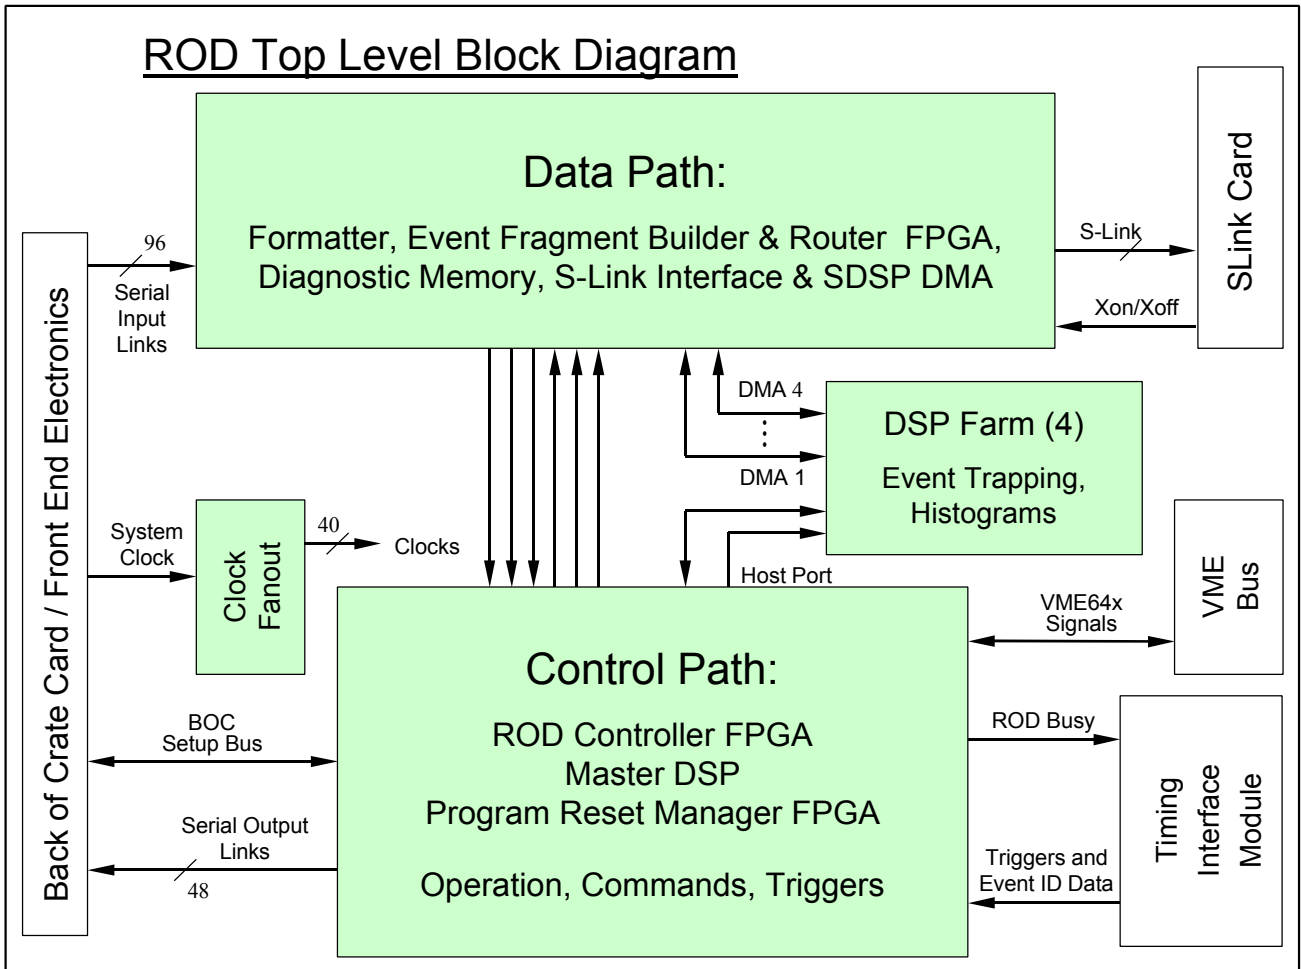 ROD Top Level Block Diagram
Data Path:
Formatter, Event Fragment Builder & Router FPGA,
Diagnostic Memory, S-Link Interface & SDSP DMA
SLink Card
S-Link
Xon/Xoff
Back of Crate Card / Front End Electronics
96
Serial
Input
Links
DMA 4
DMA 1
DSP Farm (4)
Event Trapping,
Histograms
Host Port
System
Clock
Clock
Fanout
40
Clocks
VME64x
Signals
VME
Bus
Control Path:
ROD Controller FPGA
Master DSP
Program Reset Manager FPGA
Operation, Commands, Triggers
BOC
Setup Bus
Serial Output
Links
48
ROD Busy
Triggers and
Event ID Data
Timing
Interface
Module